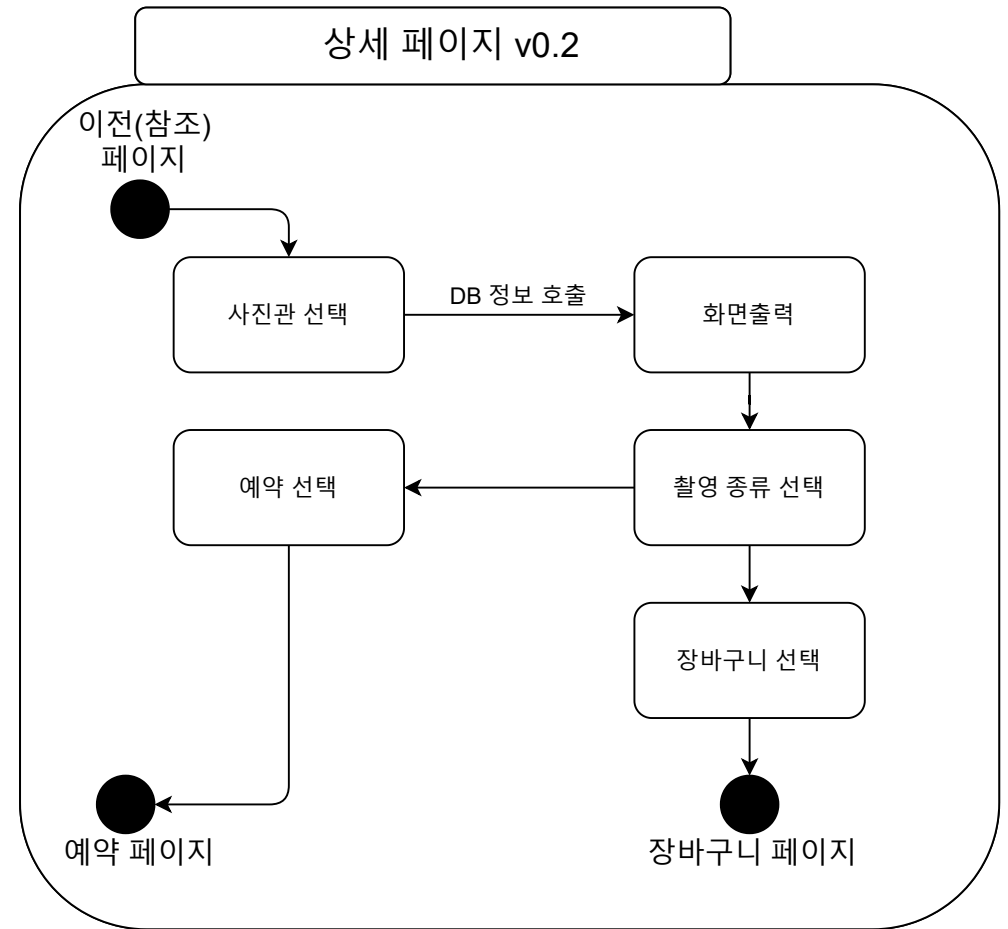 상세 페이지 v0.2
이전(참조)
페이지
사진관 선택
DB 정보 호출
화면출력
예약 선택
촬영 종류 선택
장바구니 선택
예약 페이지
장바구니 페이지